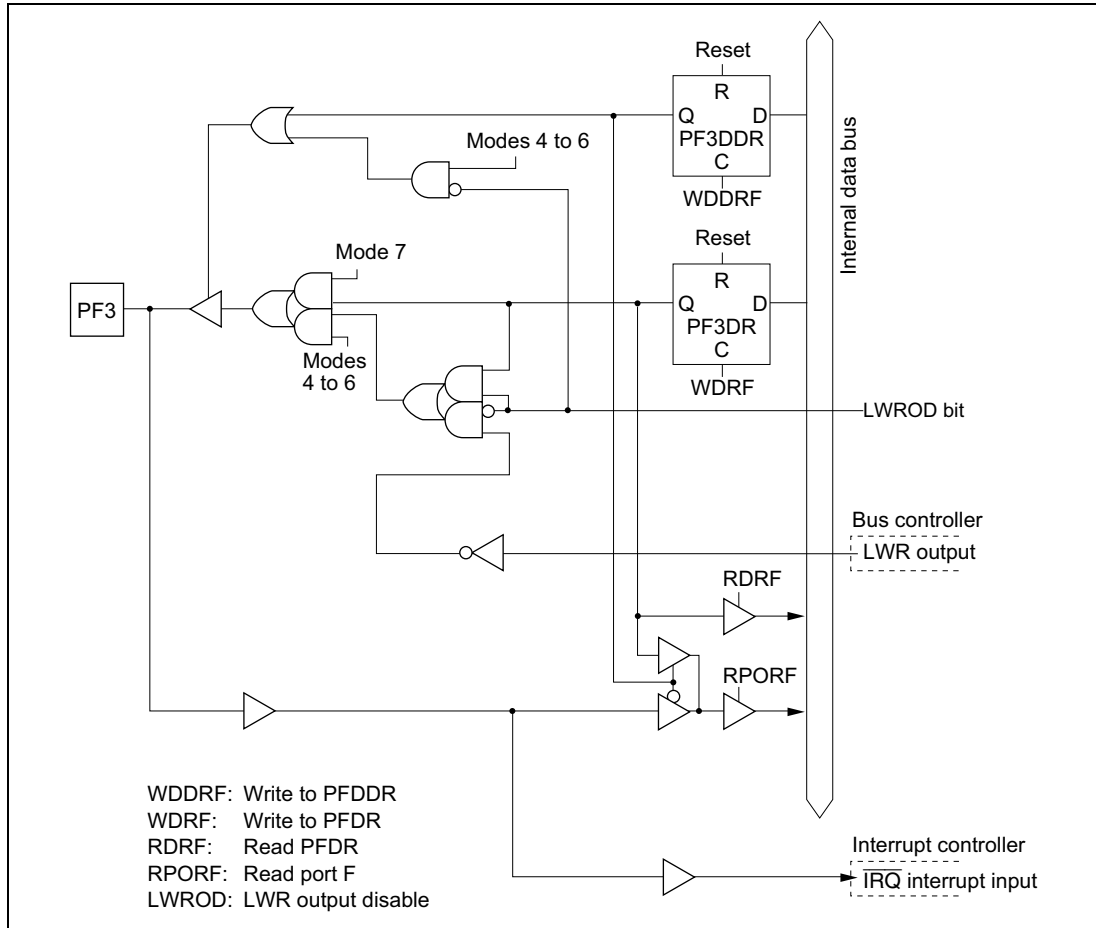 Reset
R
Q
D
PF3DDR
C
WDDRF
Modes 4 to 6
Internal data bus
Reset
R
Q
D
PF3DR
C
WDRF
Mode 7
PF3
Modes
4 to 6
LWROD bit
Bus controller
LWR output
RDRF
RPORF
WDDRF: Write to PFDDR
WDRF: Write to PFDR
RDRF: Read PFDR
RPORF: Read port F
LWROD: LWR output disable
Interrupt controller
I̅R̅Q̅ interrupt input